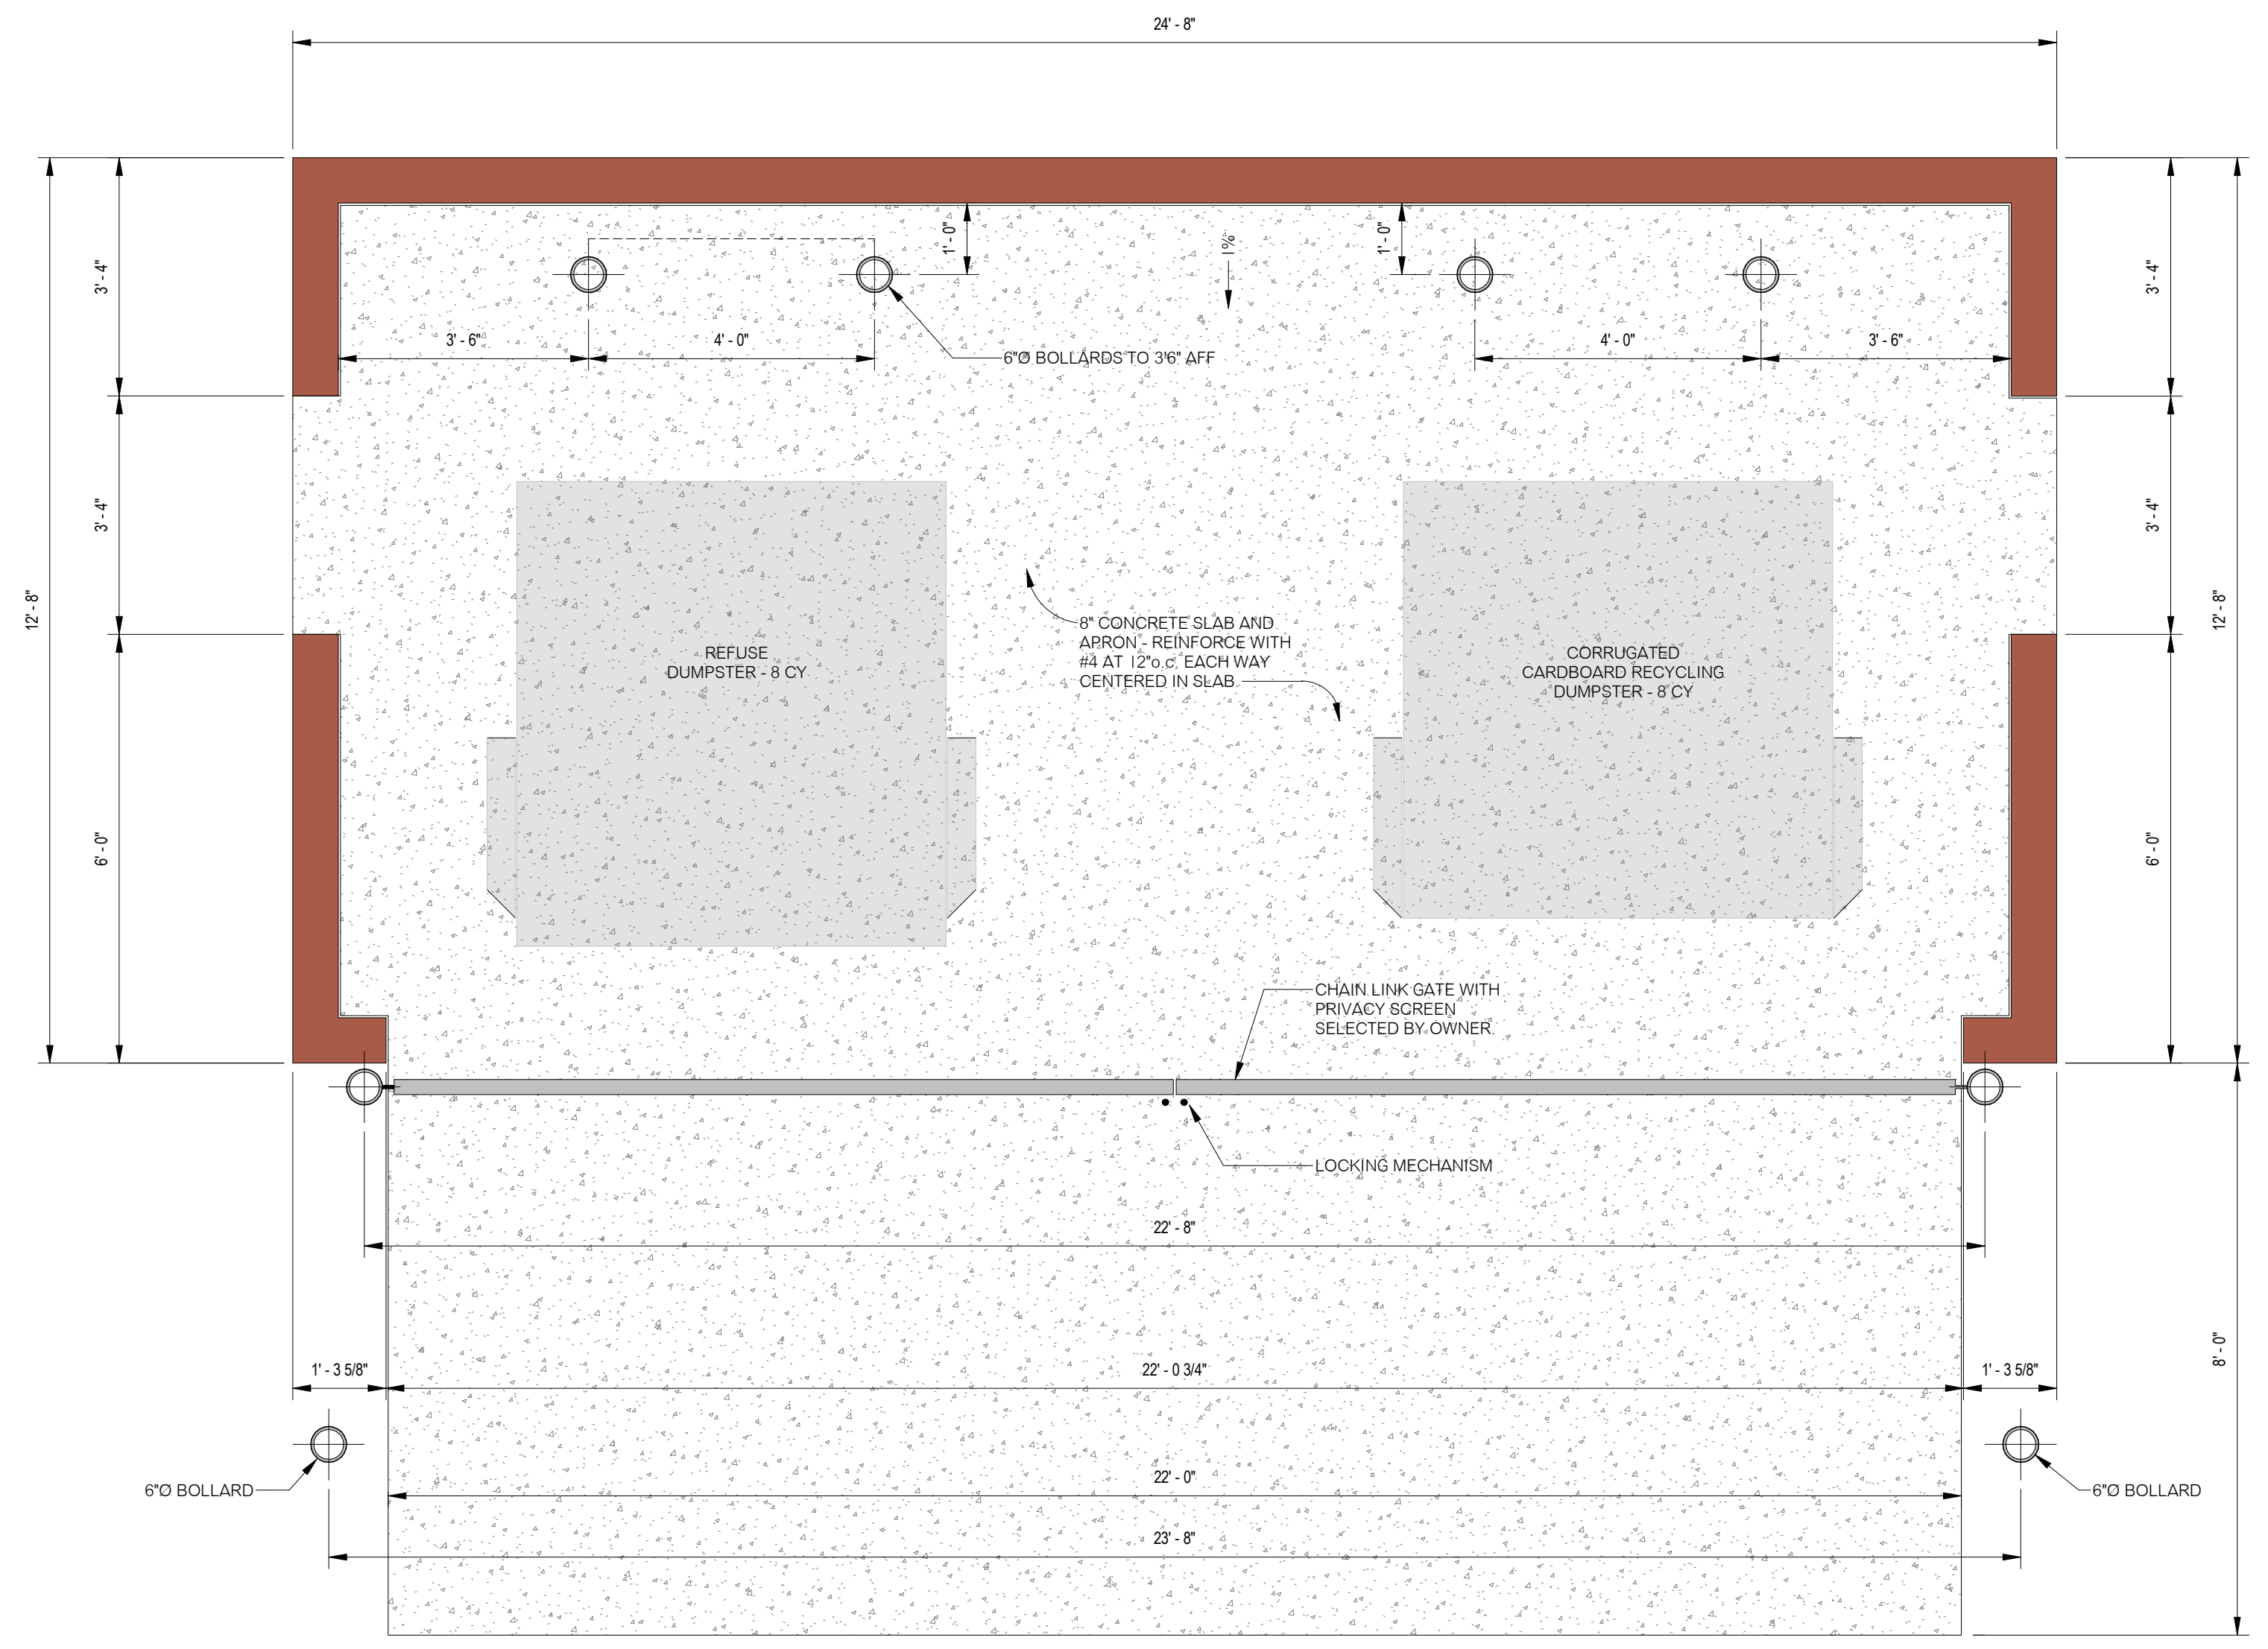 24' - 8"
3' - 4"
3' - 4"
6' - 0"
12' - 8"
1' - 0"
1%
1' - 0"
3' - 4"
3' - 4"
6' - 0"
12' - 8"
3' - 6"
4' - 0"
6"Ø BOLLARDS TO 3'6" AFF
4' - 0"
3' - 6"
REFUSE
DUMPSTER - 8 CY
8" CONCRETE SLAB AND
APRON - REINFORCE WITH
#4 AT 12"o.c. EACH WAY
CENTERED IN SLAB.
CORRUGATED
CARDBOARD RECYCLING
DUMPSTER - 8 CY
CHAIN LINK GATE WITH
PRIVACY SCREEN
SELECTED BY OWNER.
LOCKING MECHANISM
22' - 8"
1' - 3 5/8"
22' - 0 3/4"
1' - 3 5/8"
8' - 0"
6"Ø BOLLARD
22' - 0"
6"Ø BOLLARD
23' - 8"